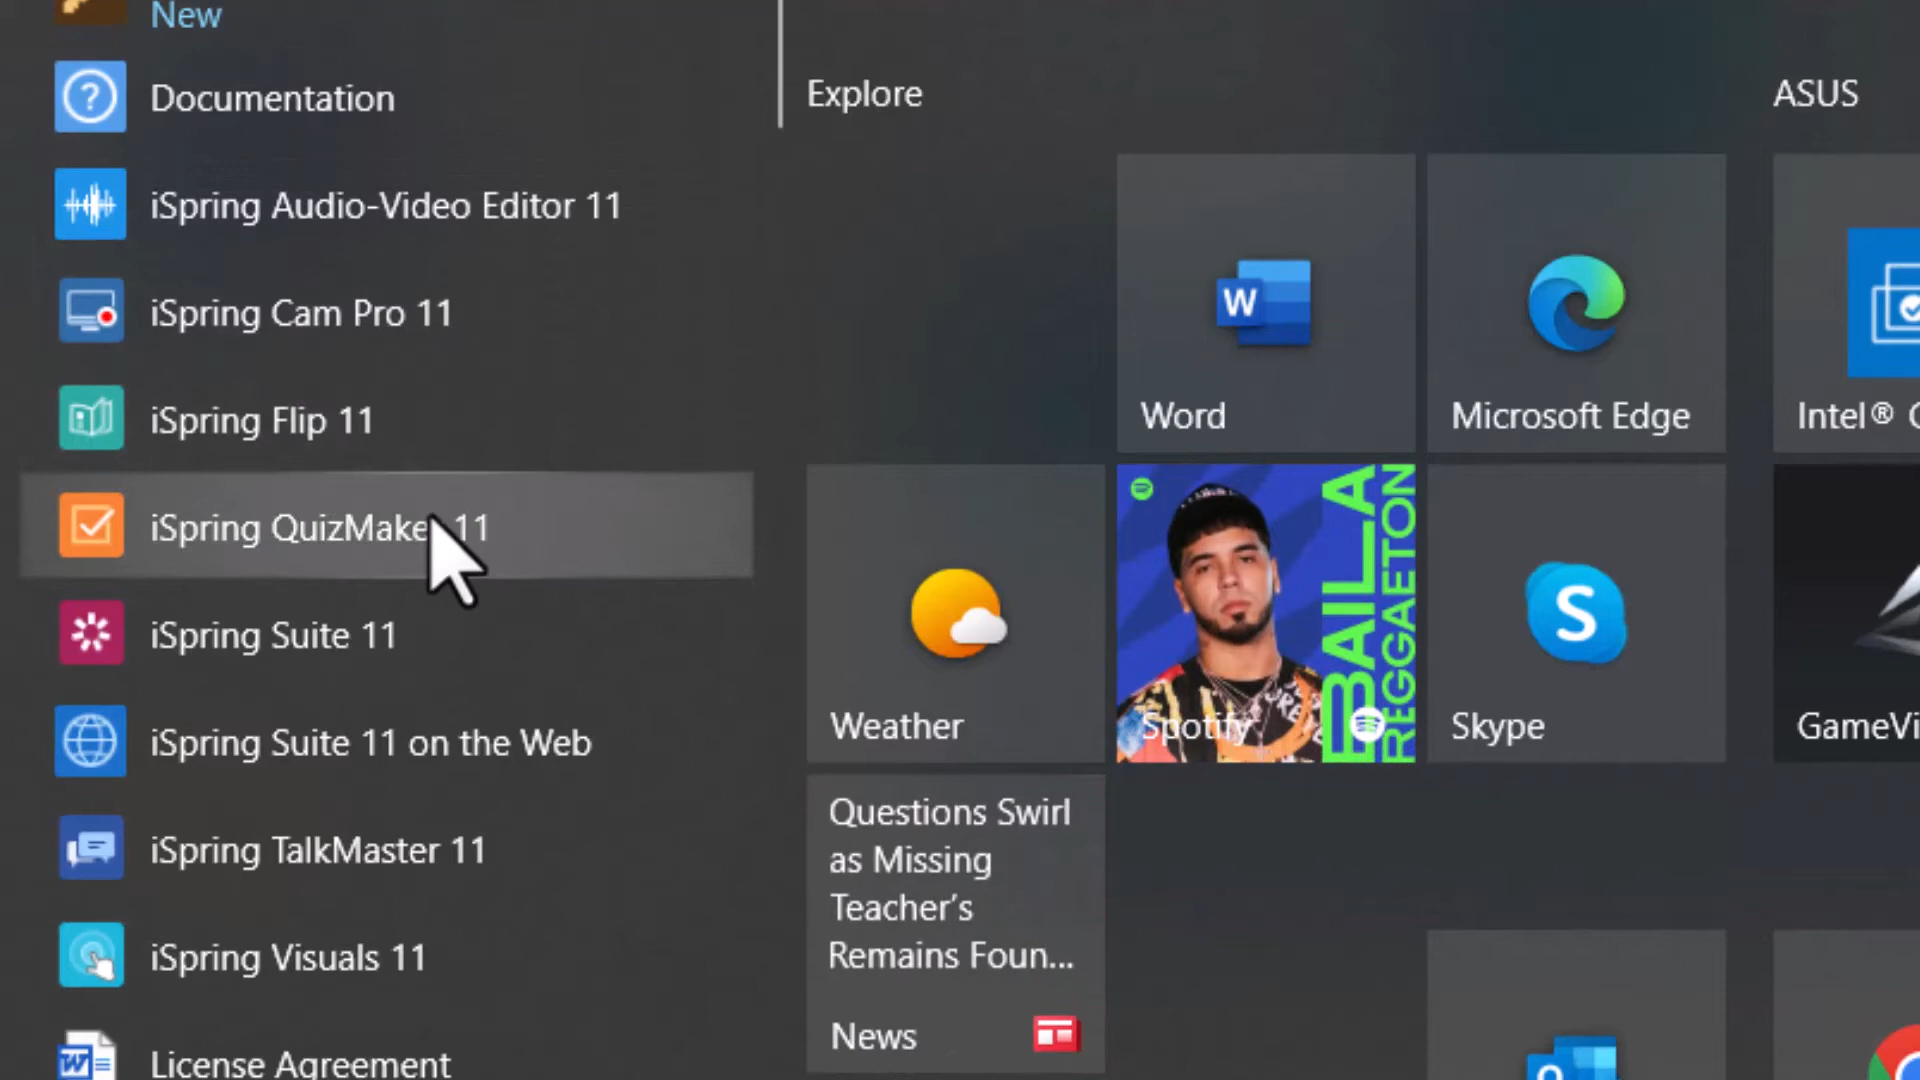 New
Documentation
iSpring Audio-Video Editor 11
iSpring Cam Pro 11
iSpring Flip 11
iSpring QuizMake 11
iSpring Suite 11
iSpring Suite 11 on the Web
iSpring TalkMaster 11
iSpring Visuals 11
License Agreement
Explore
ASUS
W
Word
Microsoft Edge
Intel®
Weather
BAILA
REGGAETON
Spotify
S
Skype
GameVi
Questions Swirl
as Missing
Teacher’s
Remains Foun...
News
W